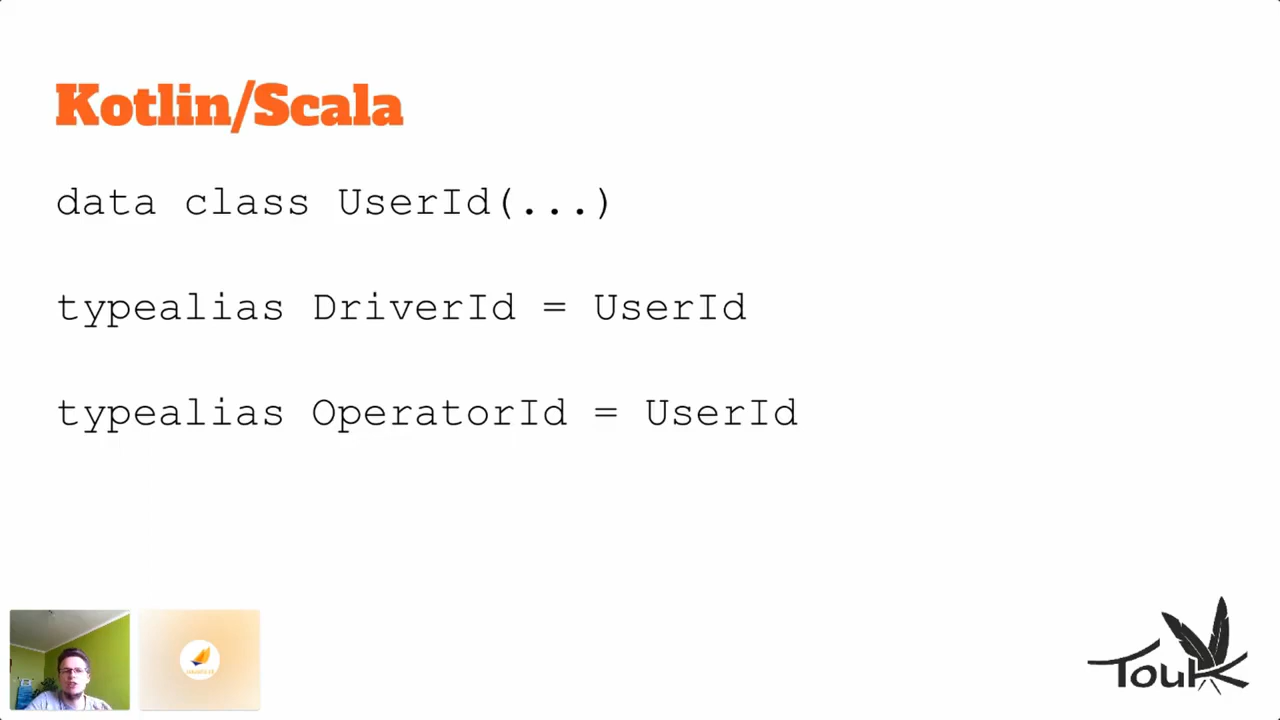 Kotlin/Scala
data class UserId(...)
typealias DriverId = UserId
typealias OperatorId = UserId
TouK